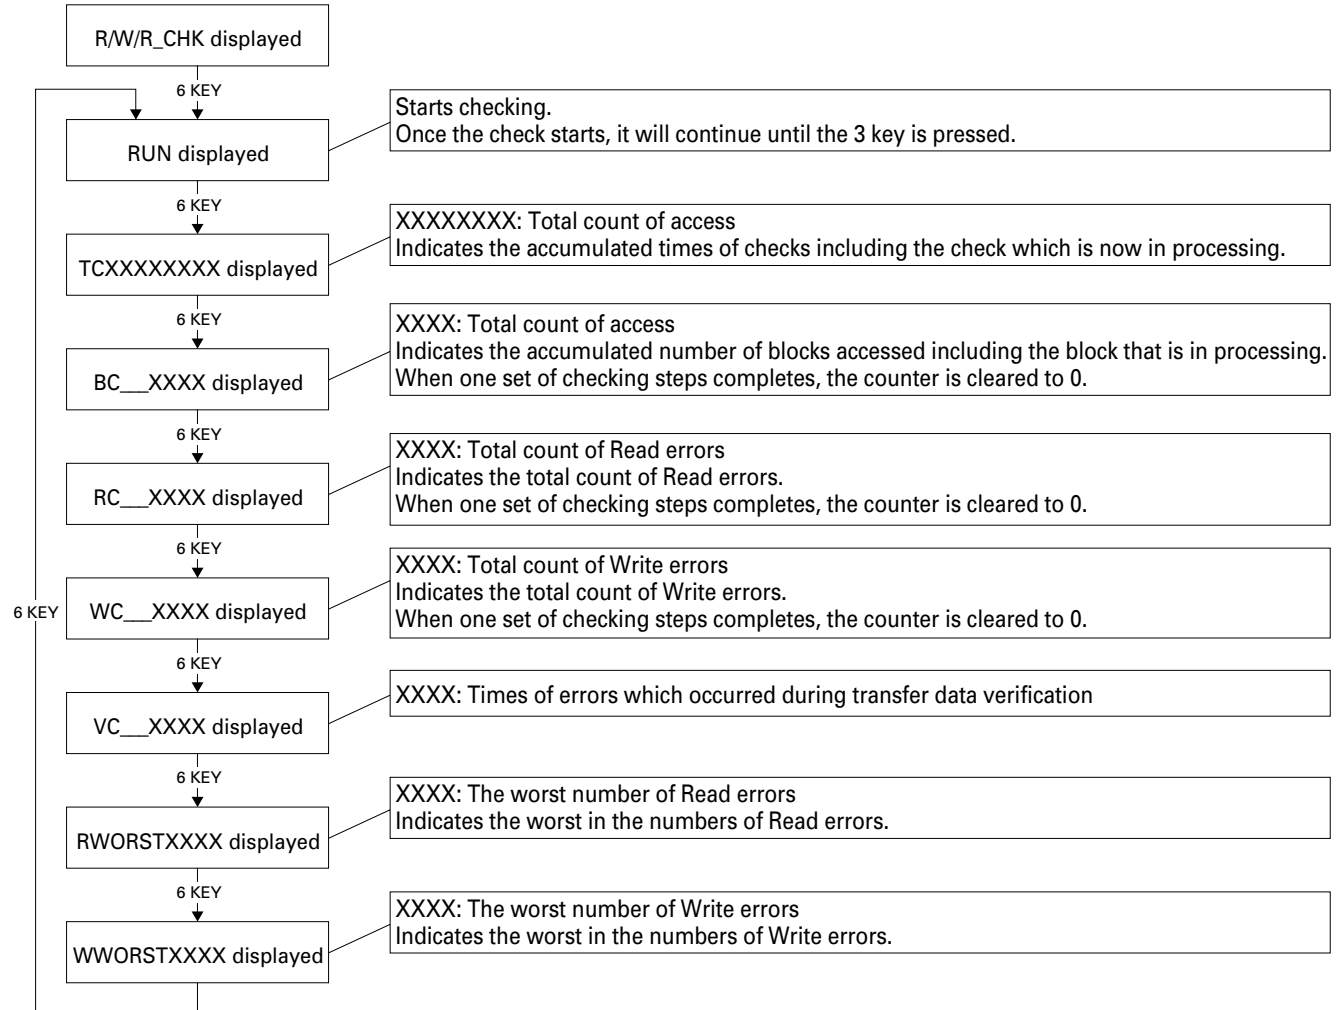 R/W/R_CHK displayed
6 KEY
RUN displayed
Starts checking.
Once the check starts, it will continue until the 3 key is pressed.
6 KEY
TCXXXXXXXX displayed
XXXXXXXX: Total count of access
Indicates the accumulated times of checks including the check which is now in processing.
6 KEY
BC___XXXX displayed
XXXX: Total count of access
Indicates the accumulated number of blocks accessed including the block that is in processing.
When one set of checking steps completes, the counter is cleared to 0.
6 KEY
RC___XXXX displayed
XXXX: Total count of Read errors
Indicates the total count of Read errors.
When one set of checking steps completes, the counter is cleared to 0.
6 KEY
WC___XXXX displayed
XXXX: Total count of Write errors
Indicates the total count of Write errors.
When one set of checking steps completes, the counter is cleared to 0.
6 KEY
6 KEY
VC___XXXX displayed
XXXX: Times of errors which occurred during transfer data verification
6 KEY
RWORSTXXXX displayed
XXXX: The worst number of Read errors
Indicates the worst in the numbers of Read errors.
6 KEY
WWORSTXXXX displayed
XXXX: The worst number of Write errors
Indicates the worst in the numbers of Write errors.